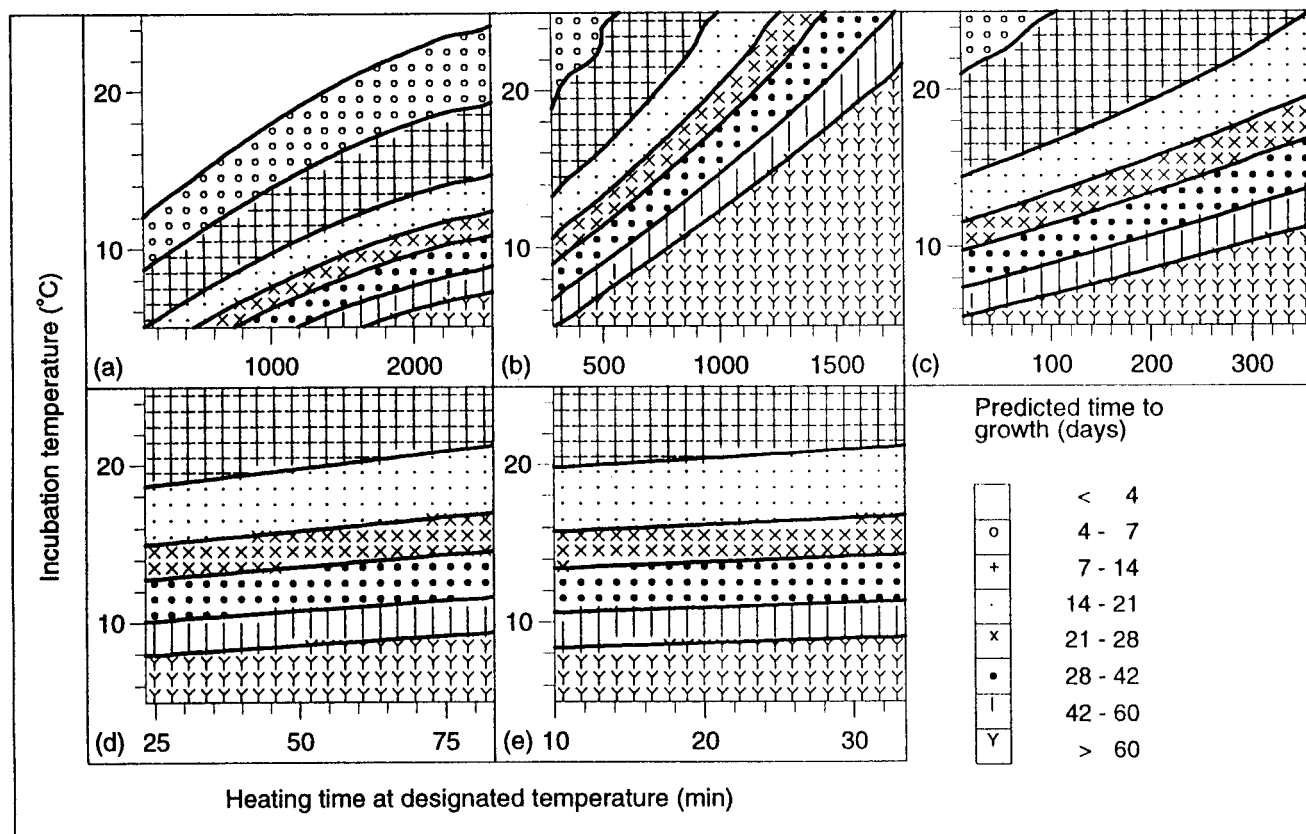 Incubation temperature (°C)
20
10
(a)
1000
2000
20
10
(b)
500
1000
1500
20
10
(c)
100
200
300
20
10
(d)
25
50
75
20
10
(e)
10
20
30
Predicted time to
growth (days)
< 4
o 4 - 7
+ 7 - 14
· 14 - 21
x 21 - 28
• 28 - 42
| 42 - 60
Y > 60
Heating time at designated temperature (min)